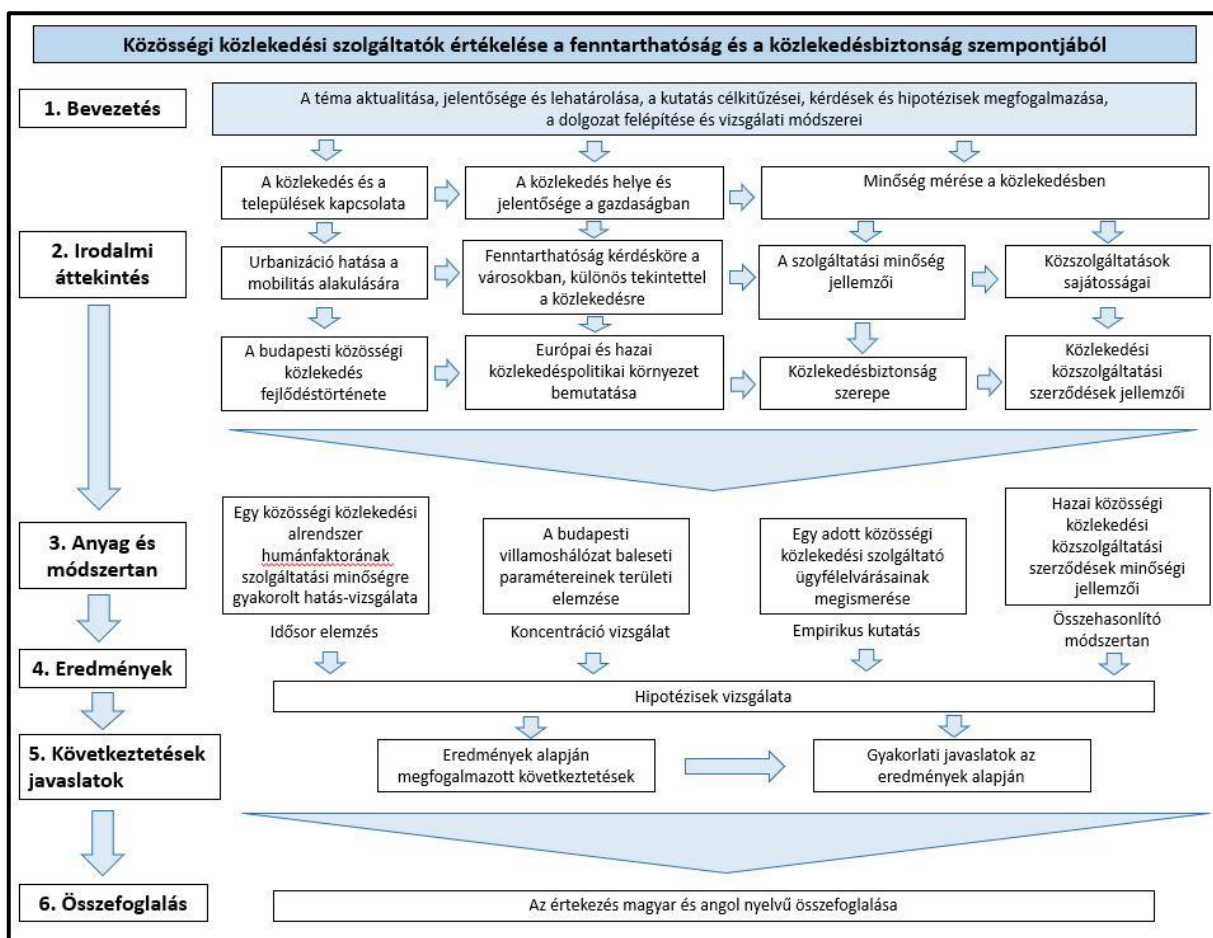 Közösségi közlekedési szolgáltatók értékelése a fenntarthatóság és a közlekedésbiztonság szempontjából
1. Bevezetés
A téma aktualitása, jelentősége és lehatárolása, a kutatás célkitűzései, kérdések és hipotézisek megfogalmazása,
a dolgozat felépítése és vizsgálati módszerei
2. Irodalmi
áttekintés
A közlekedés és a
települések kapcsolata
A közlekedés helye és
jelentősége a gazdaságban
Minőség mérése a közlekedésben
Urbanizáció hatása a
mobilitás alakulására
Fenntarthatóság kérdésköre a
városokban, különös tekintettel
a közlekedésre
A szolgáltatási minőség
jellemzői
Közszolgáltatások
sajátosságai
A budapesti közösségi
közlekedés
fejlődéstörténete
Európai és hazai
közlekedéspolitikai környezet
bemutatása
Közlekedésbiztonság
szerepe
Közlekedési
közszolgáltatási
szerződések jellemzői
3. Anyag és
módszertan
Egy közösségi közlekedési
alrendszer
humánfaktorának
szolgáltatási minőségre
gyakorolt hatás-vizsgálata
Idősor elemzés
A budapesti
villamoshálózat baleseti
paramétereinek területi
elemzése
Koncentráció vizsgálat
Egy adott közösségi
közlekedési szolgáltató
ügyfélelvárásainak
megismerése
Empirikus kutatás
Hazai közösségi
közlekedési
közszolgáltatási
szerződések minőségi
jellemzői
Összehasonlító
módszertan
4. Eredmények
Hipotézisek vizsgálata
5. Következtetések
javaslatok
Eredmények alapján
megfogalmazott következtetések
Gyakorlati javaslatok az
eredmények alapján
6. Összefoglalás
Az értekezés magyar és angol nyelvű összefoglalása